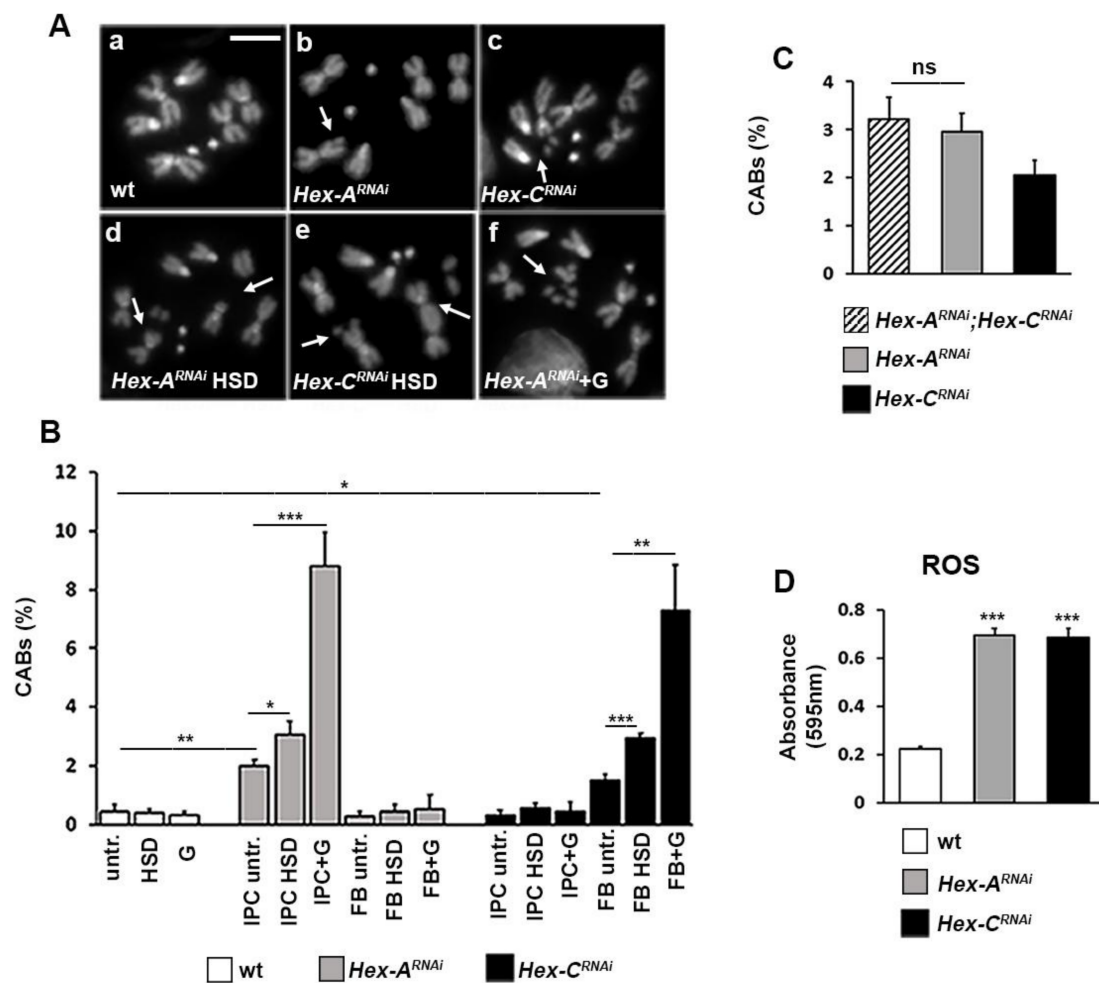 A
a
wt
b
Hex-A^RNAi
c
Hex-C^RNAi
d
Hex-A^RNAi HSD
e
Hex-C^RNAi HSD
f
Hex-A^RNAi+G
B
CABs (%)
12
10
8
6
4
2
0
*
***
**
*
**
***
untr.
HSD
G
IPC untr.
IPC HSD
IPC+G
FB untr.
FB HSD
FB+G
IPC untr.
IPC HSD
IPC+G
FB untr.
FB HSD
FB+G
wt
Hex-A^RNAi
Hex-C^RNAi
C
ns
CABs (%)
4
3
2
1
0
Hex-A^RNAi;Hex-C^RNAi
Hex-A^RNAi
Hex-C^RNAi
D
ROS
Absorbance
(595nm)
0.8
0.6
0.4
0.2
0
***
***
wt
Hex-A^RNAi
Hex-C^RNAi